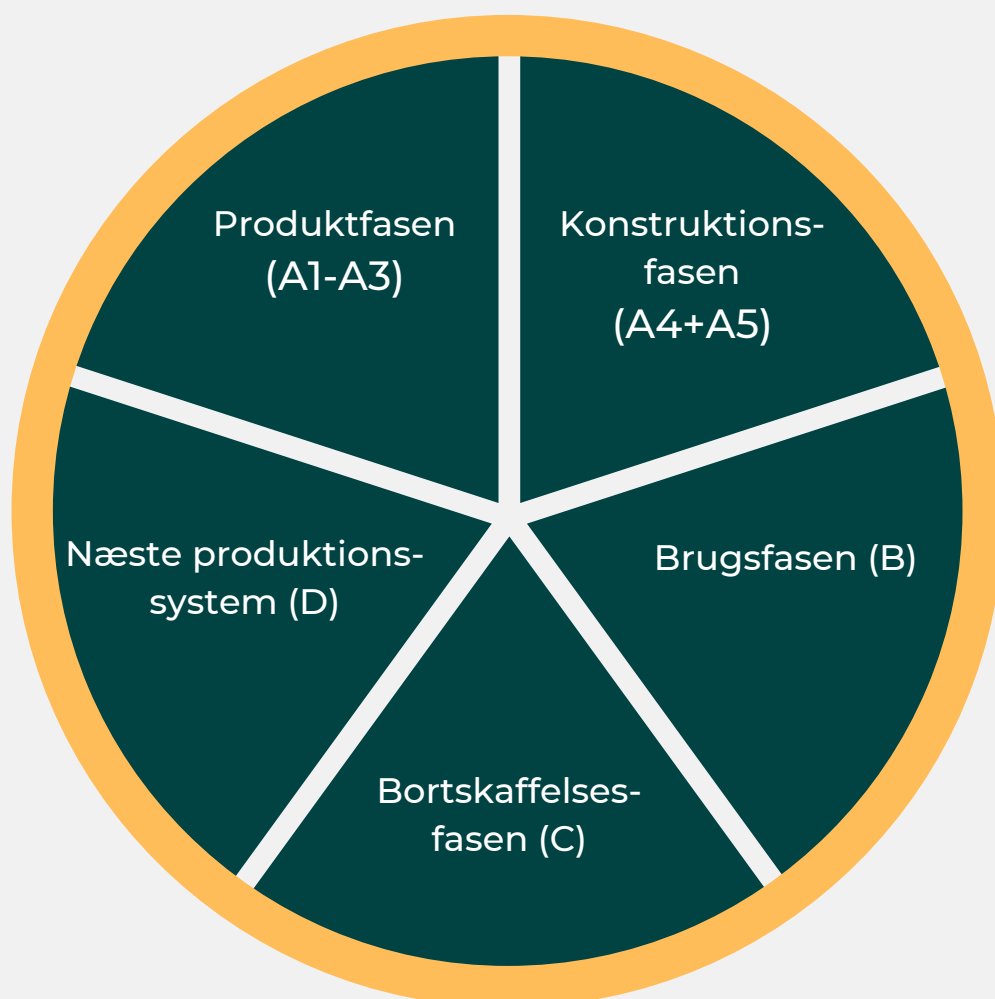 Produktfasen
(A1-A3)
Konstruktions-
fasen
(A4+A5)
Brugsfasen (B)
Bortskaffelses-
fasen (C)
Næste produktions-
system (D)